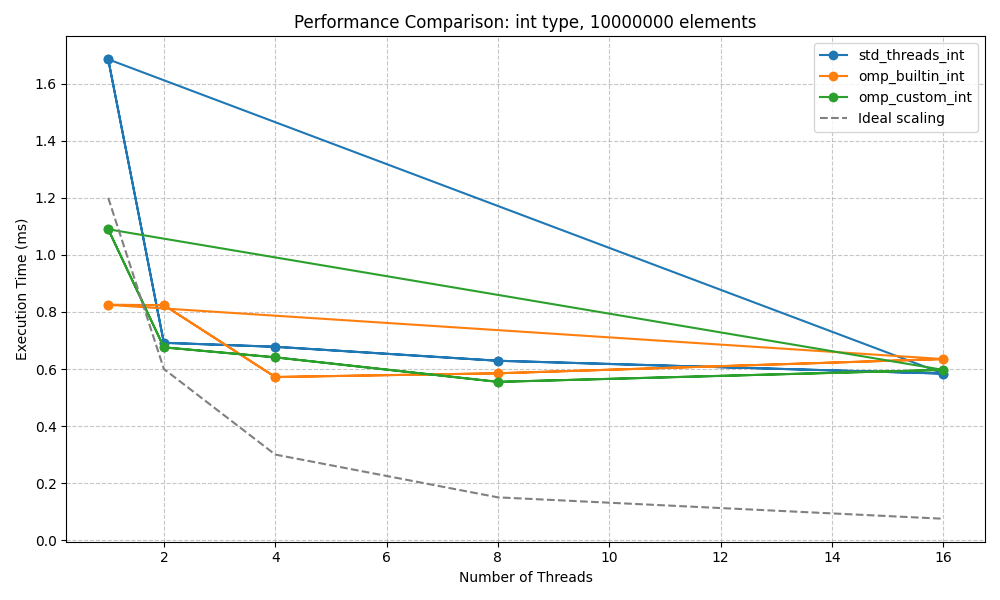 Performance Comparison: int type, 10000000 elements
std_threads_int
omp_builtin_int
omp_custom_int
Ideal scaling
Execution Time (ms)
1.6
1.4
1.2
1.0
0.8
0.6
0.4
0.2
0.0
2 4 6 8 10 12 14 16
Number of Threads